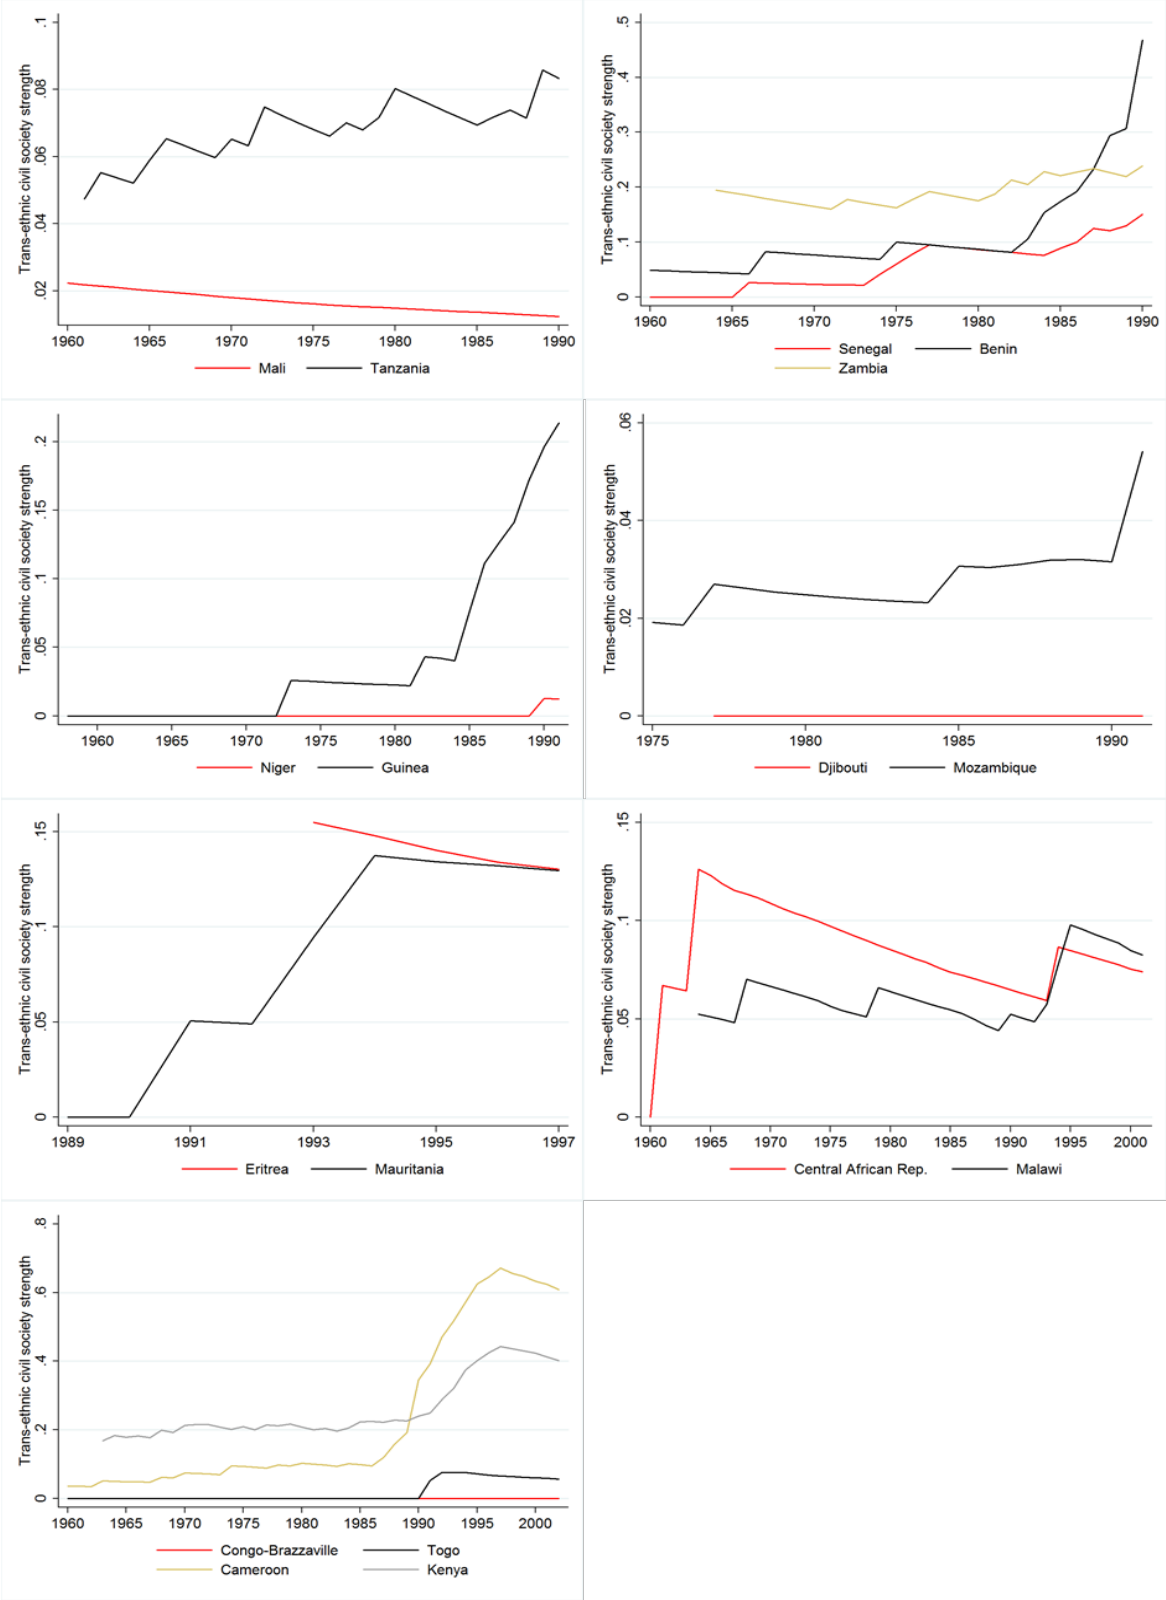 Trans-ethnic civil society strength
.1
.08
.06
.04
.02
1960 1965 1970 1975 1980 1985 1990
Mali Tanzania
Trans-ethnic civil society strength
.5
.4
.3
.2
.1
0
1960 1965 1970 1975 1980 1985 1990
Senegal Benin
Zambia
Trans-ethnic civil society strength
.2
.15
.1
.05
0
1960 1965 1970 1975 1980 1985 1990
Niger Guinea
Trans-ethnic civil society strength
.06
.04
.02
0
1975 1980 1985 1990
Djibouti Mozambique
Trans-ethnic civil society strength
.15
.1
.05
0
1989 1991 1993 1995 1997
Eritrea Mauritania
Trans-ethnic civil society strength
.15
.1
.05
0
1960 1965 1970 1975 1980 1985 1990 1995 2000
Central African Rep. Malawi
Trans-ethnic civil society strength
.8
.6
.4
.2
0
1960 1965 1970 1975 1980 1985 1990 1995 2000
Congo-Brazzaville Togo
Cameroon Kenya